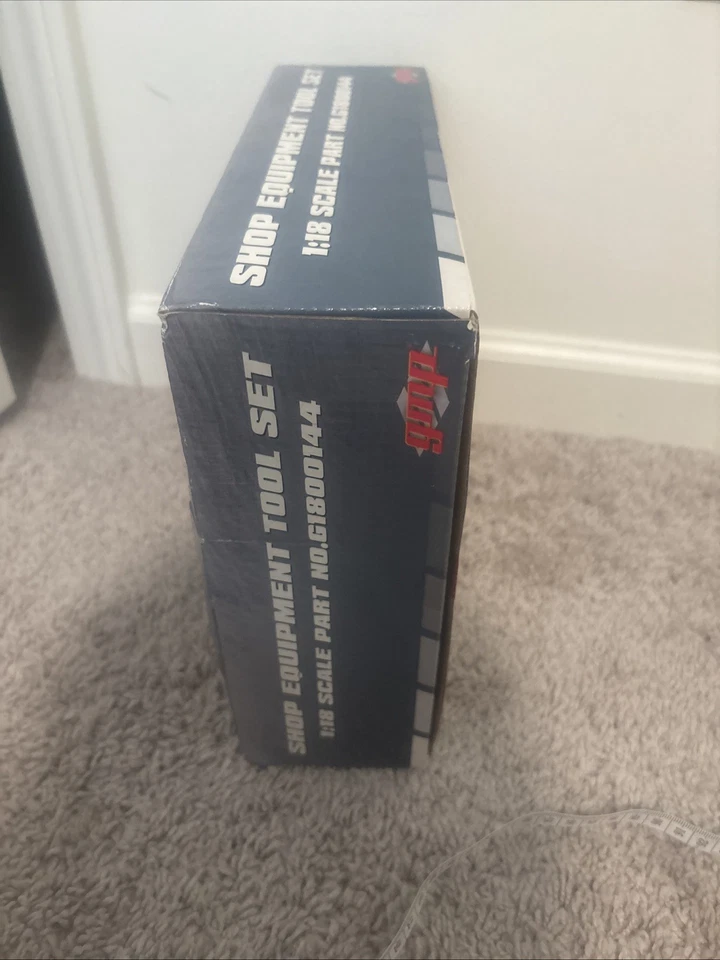 SHOP EQUIPMENT TOOL SET
1:18 SCALE PART NO.G1800144
SHOP EQUIPMENT TOOL SET
1:18 SCALE PART NO.G1800144
gmp